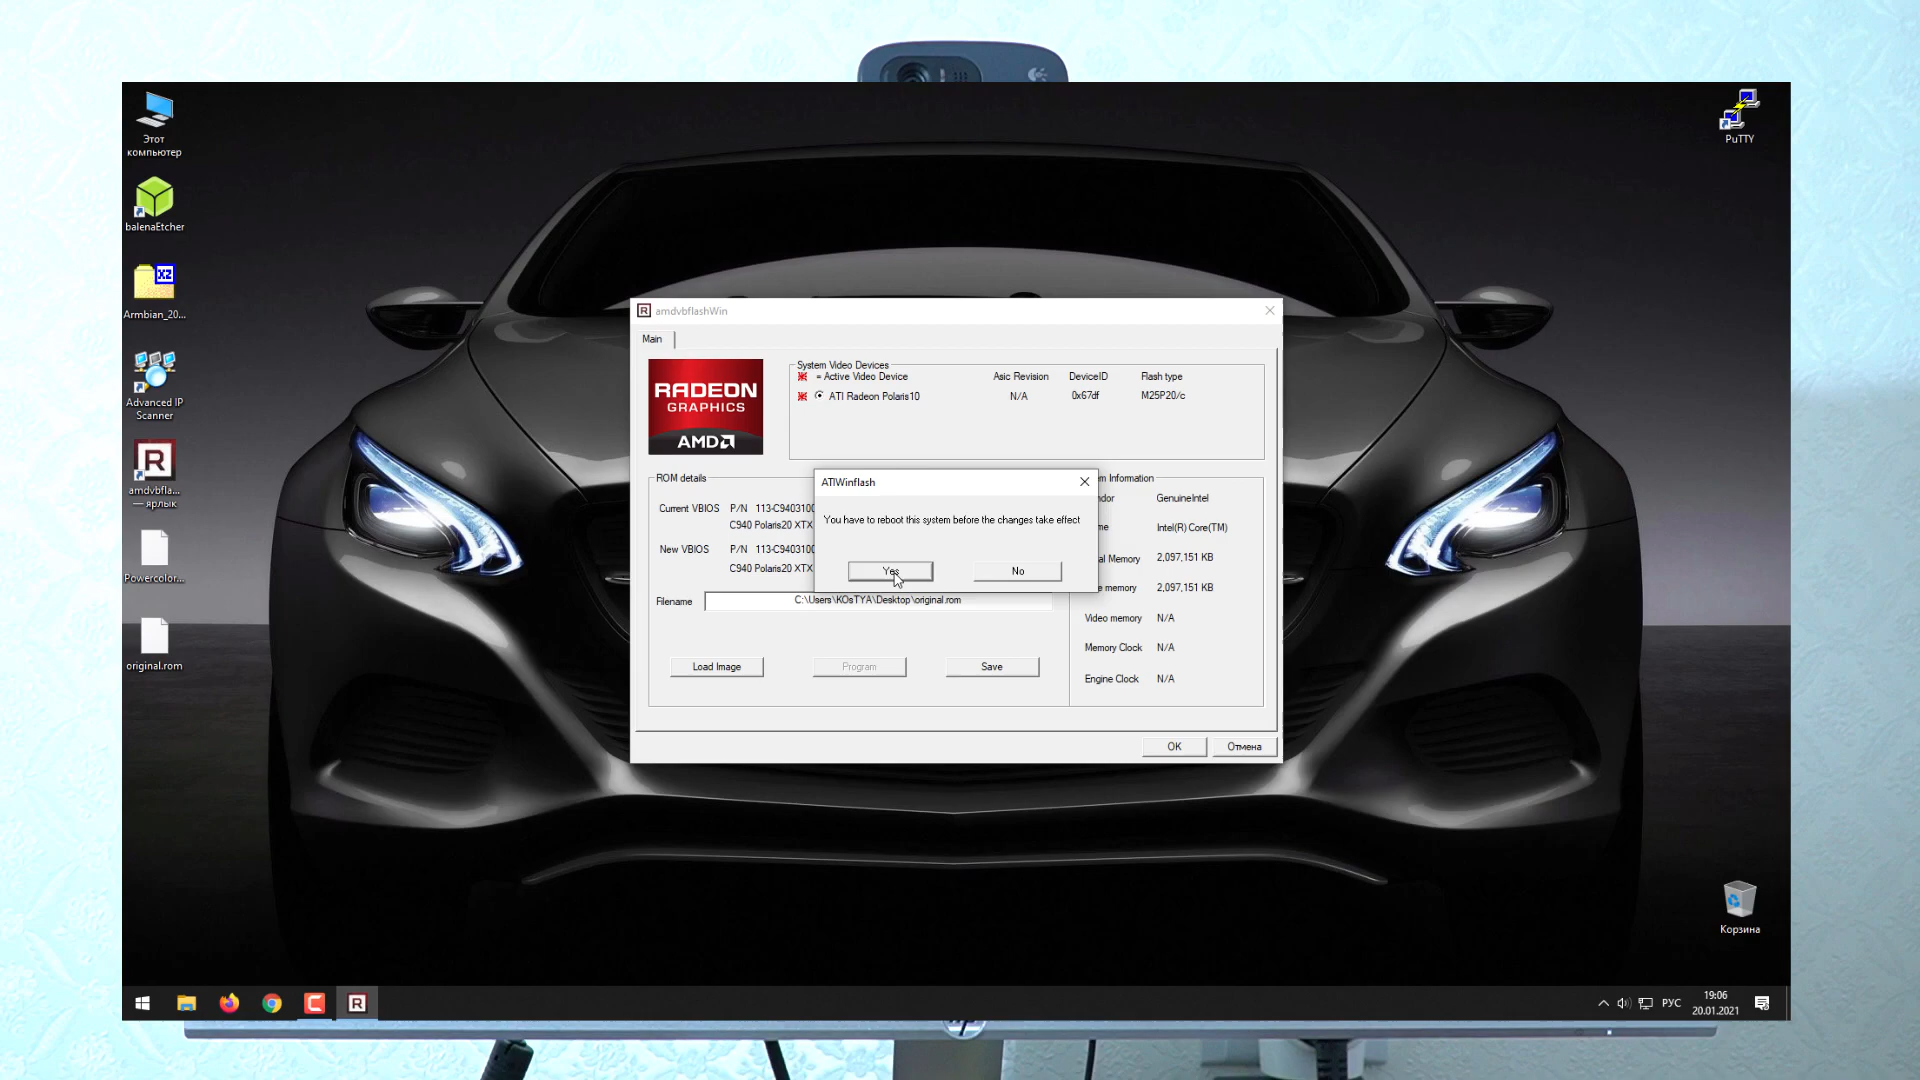 Этот
компьютер
balenaEtcher
Armbian_20...
Advanced IP
Scanner
amdvbfla...
— ярлык
Powercolor...
original.rom
PuTTY
Корзина
amdvbflashWin
Main
RADEON
GRAPHICS
AMD
System Video Devices
= Active Video Device Asic Revision DeviceID Flash type
ATI Radeon Polaris10 N/A 0x67df M25P20/c
ROM details
Current VBIOS P/N 113-C9403100
C940 Polaris20 XTX
New VBIOS P/N 113-C9403100
C940 Polaris20 XTX
Filename C:\Users\KOsTYA\Desktop\original.rom
Load Image Program Save
Information
GenuineIntel
Intel(R) Core(TM)
Memory 2,097,151 KB
memory 2,097,151 KB
Video memory N/A
Memory Clock N/A
Engine Clock N/A
OK Отмена
ATIWinflash
You have to reboot this system before the changes take effect
Yes No
РУС
19:06
20.01.2021
hp